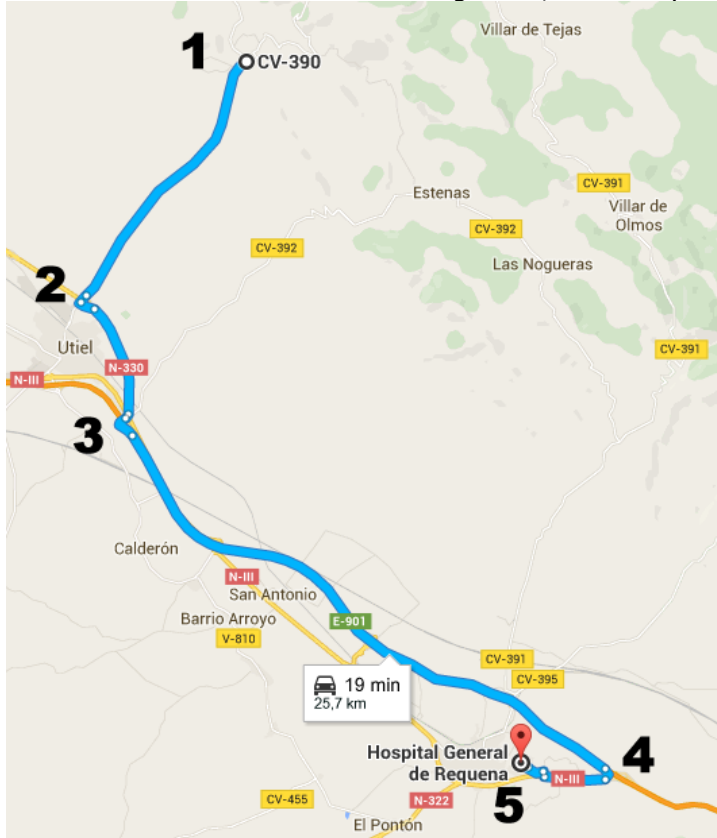 Villar de Tejas
1
CV-390
CV-391
Estenas
Villar de
Olmos
CV-392
CV-392
Las Nogueras
2
Utiel
CV-391
N-330
N-III
3
Calderón
N-III
San Antonio
E-901
Barrio Arroyo
V-810
CV-391
19 min
25,7 km
CV-395
Hospital General
de Requena
4
N-III
5
CV-455
N-322
El Pontón